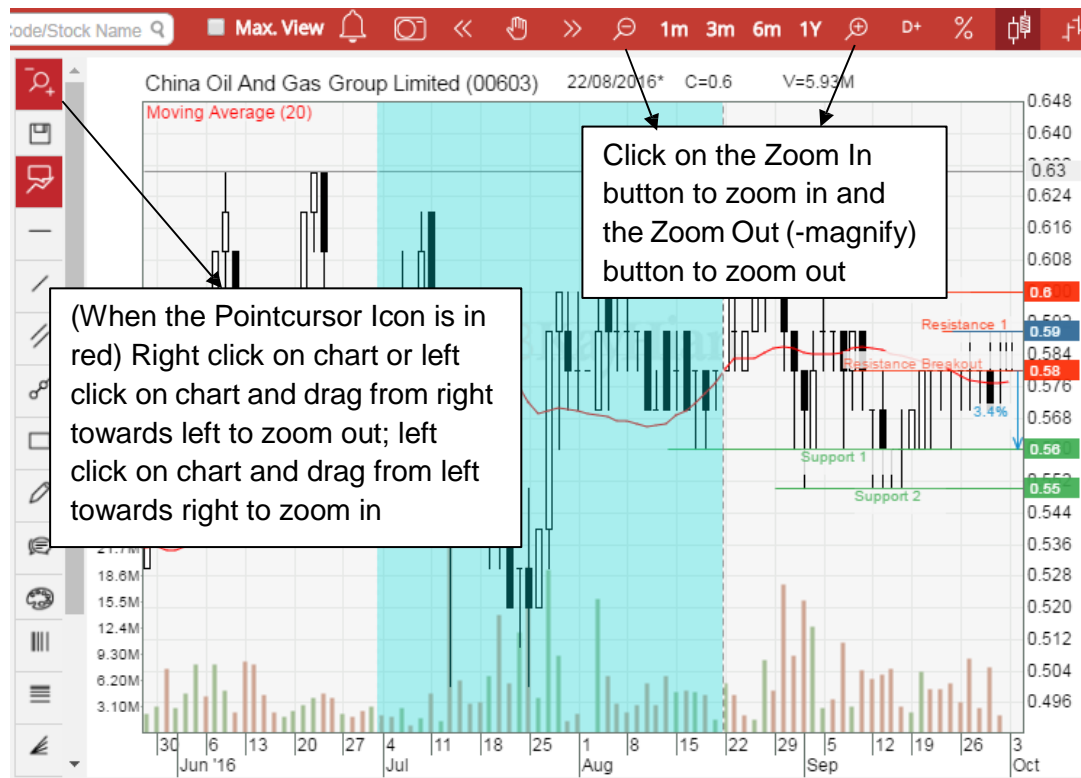 Code/Stock Name
Max. View
1m 3m 6m 1Y D+ %
China Oil And Gas Group Limited (00603) 22/08/2016* C=0.6 V=5.93M
Moving Average (20)
Click on the Zoom In
button to zoom in and
the Zoom Out (-magnify)
button to zoom out
(When the Pointcursor Icon is in
red) Right click on chart or left
click on chart and drag from right
towards left to zoom out; left
click on chart and drag from left
towards right to zoom in
Resistance 1
Resistance Breakout
3.4%
Support 1
Support 2
0.648
0.640
0.63
0.624
0.616
0.608
0.6
0.59
0.584
0.58
0.576
0.568
0.56
0.55
0.544
0.536
0.528
0.520
0.512
0.504
0.496
21.7M
18.6M
15.5M
12.4M
9.30M
6.20M
3.10M
30 6 13 20 27 4 11 18 25 1 8 15 22 29 5 12 19 26 3
Jun '16 Jul Aug Sep Oct